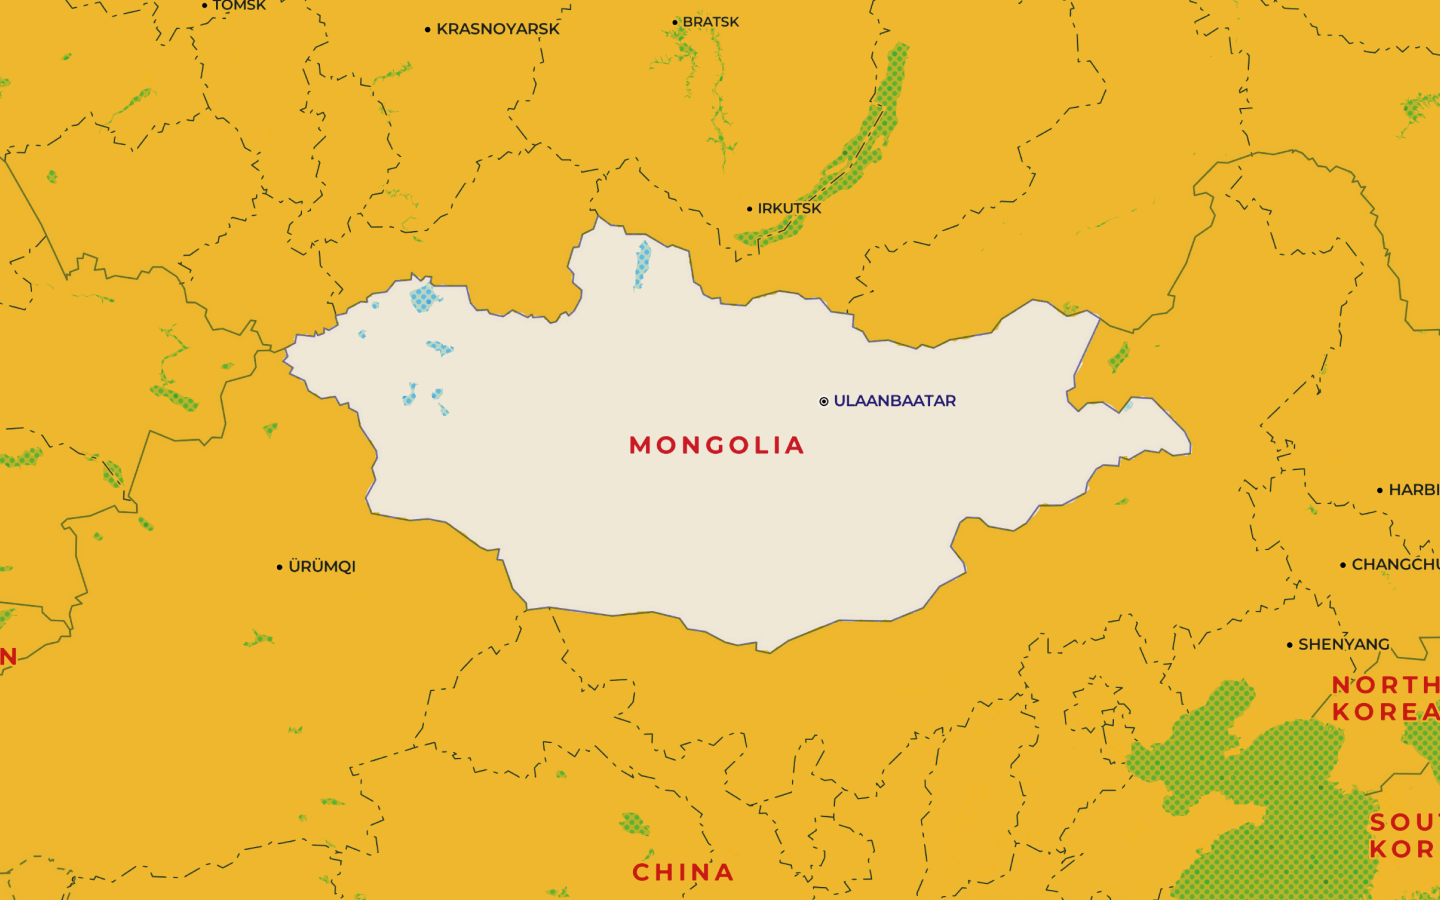 TOMSK
KRASNOYARSK
BRATSK
IRKUTSK
ULAANBAATAR
MONGOLIA
HARBI
ÜRÜMQI
CHANGCHU
SHENYANG
N
NORTH
KOREA
SOU
KOR
CHINA